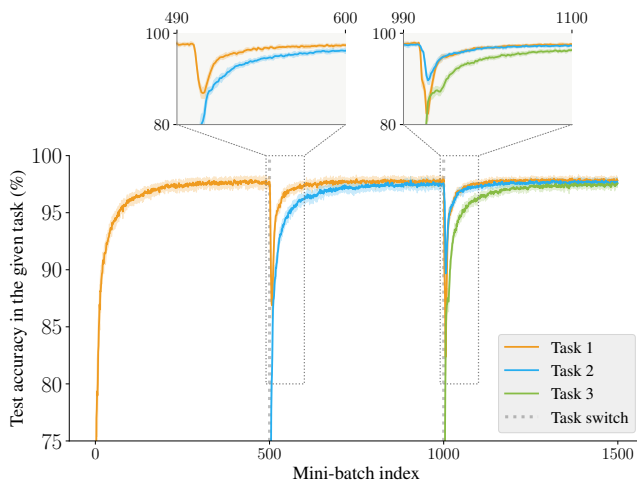 490 600 990 1100
100 100
80 80
100
95
90
85
80
75
Test accuracy in the given task (%)
Task 1
Task 2
Task 3
Task switch
0 500 1000 1500
Mini-batch index